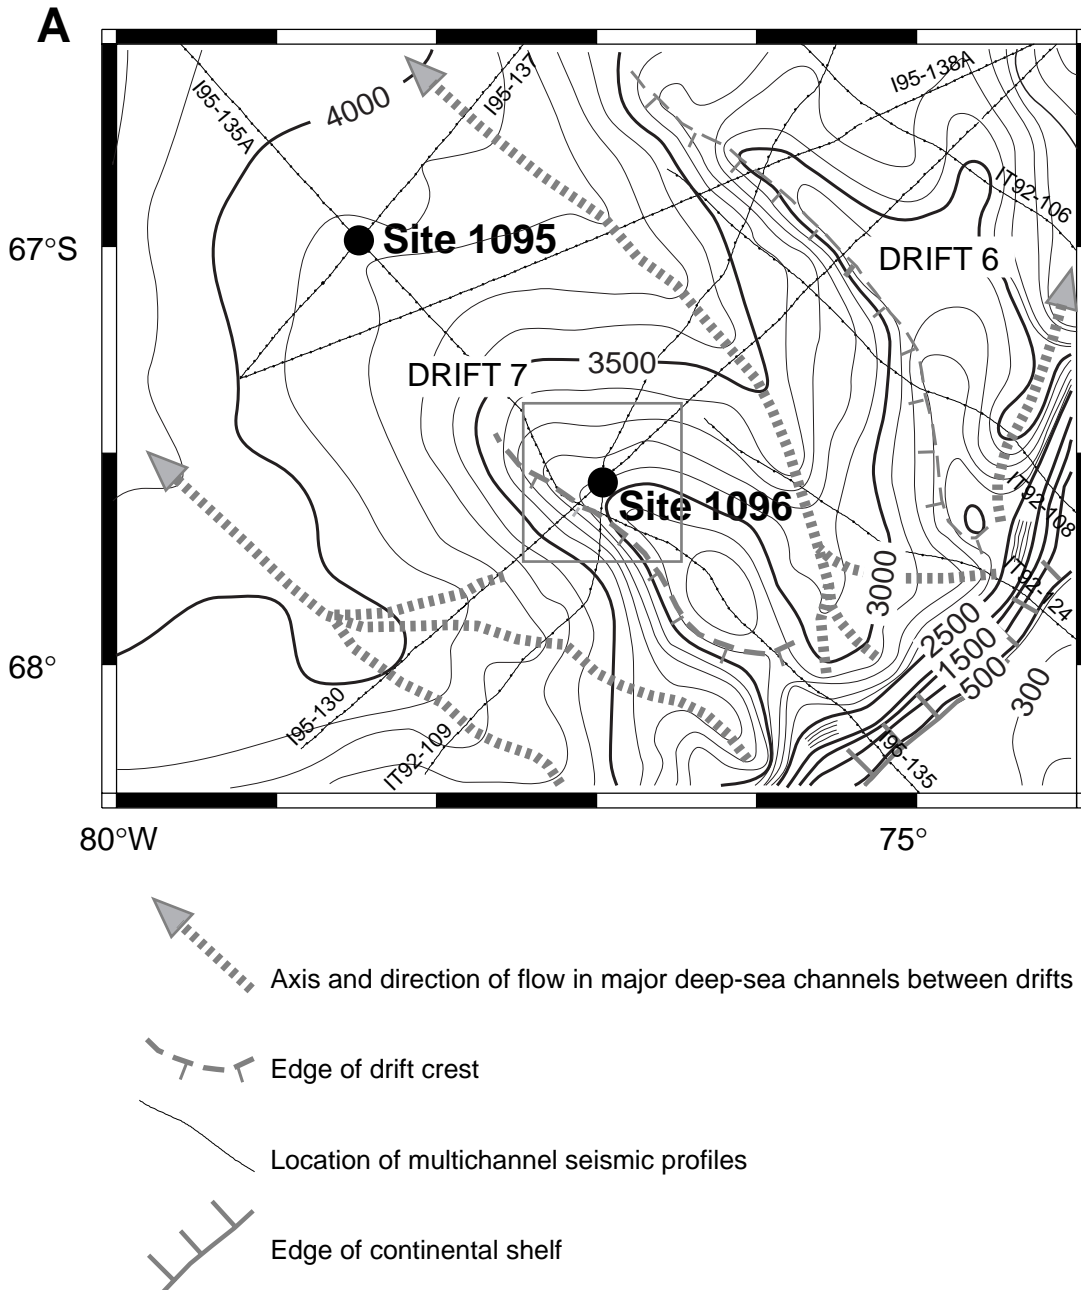 A
I95-135A
4000
I95-137
I95-138A
IT92-106
67°S
Site 1095
DRIFT 6
DRIFT 7
3500
Site 1096
IT92-108
3000
IT92-124
2500
1500
500
300
68°
I95-130
IT92-109
I95-135
80°W
75°
Axis and direction of flow in major deep-sea channels between drifts
Edge of drift crest
Location of multichannel seismic profiles
Edge of continental shelf